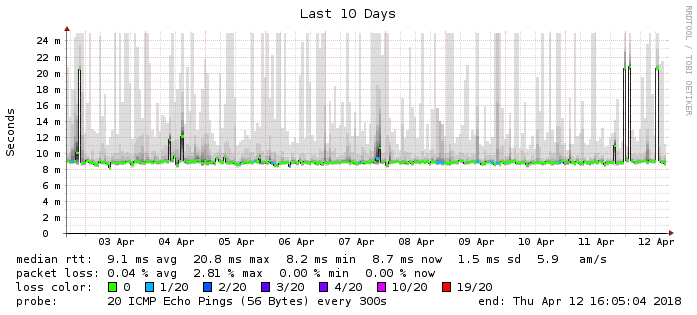 Last 10 Days
RRDTOOL / TOBI OETIKER
Seconds
24 m
22 m
20 m
18 m
16 m
14 m
12 m
10 m
8 m
6 m
4 m
2 m
0
03 Apr 04 Apr 05 Apr 06 Apr 07 Apr 08 Apr 09 Apr 10 Apr 11 Apr 12 Apr
median rtt: 9.1 ms avg 20.8 ms max 8.2 ms min 8.7 ms now 1.5 ms sd 5.9 am/s
packet loss: 0.04 % avg 2.81 % max 0.00 % min 0.00 % now
loss color: 0 1/20 2/20 3/20 4/20 10/20 19/20
probe: 20 ICMP Echo Pings (56 Bytes) every 300s end: Thu Apr 12 16:05:04 2018